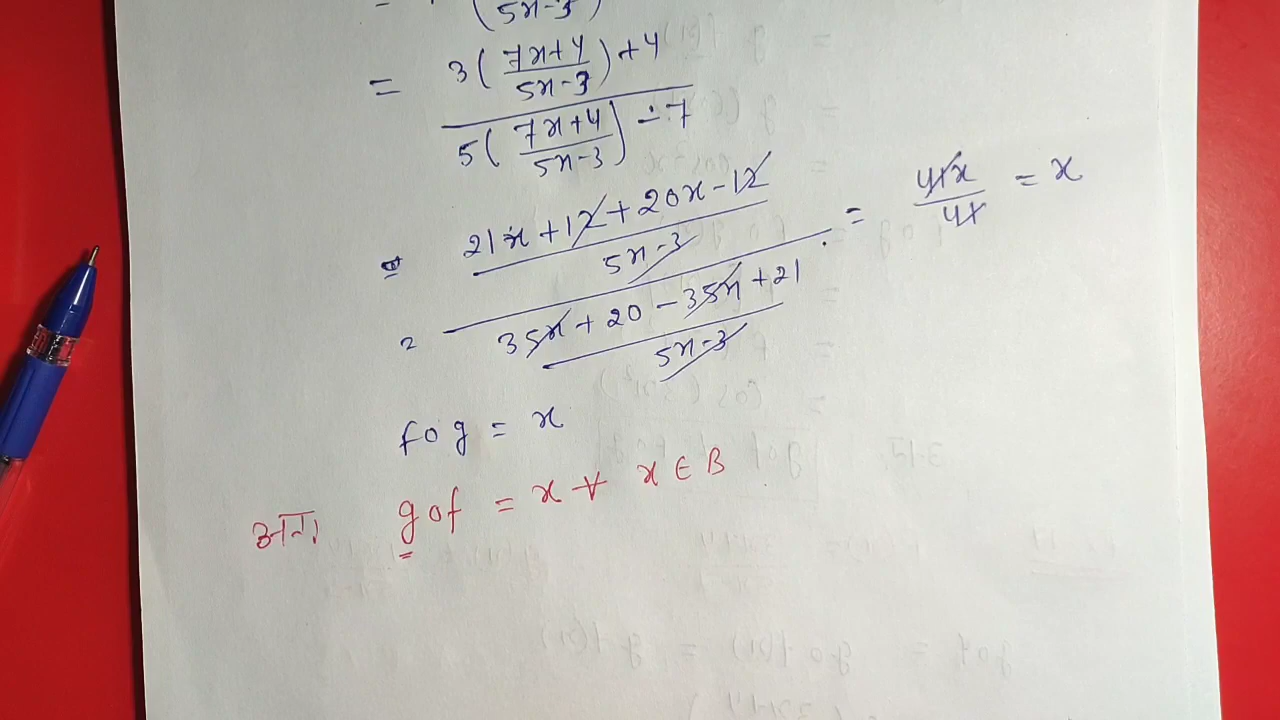 (5x-3)
= 3(7x+4/5x-3)+4 / 5(7x+4/5x-3)-7
= 21x+12+20x-12/5x-3 / 35x+20-35x+21/5x-3 = 41x/41 = x
fog = x
अतः gof = x ∀ x ∈ B